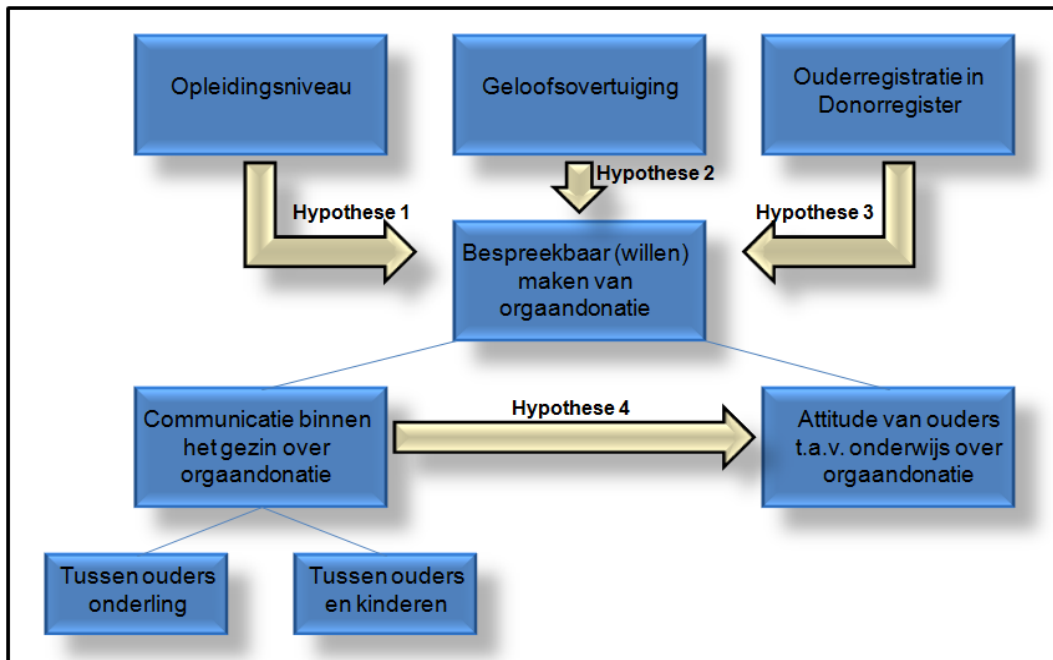 Opleidingsniveau
Geloofsovertuiging
Ouderregistratie in
Donorregister
Hypothese 1
Hypothese 2
Hypothese 3
Bespreekbaar (willen)
maken van
orgaandonatie
Communicatie binnen
het gezin over
orgaandonatie
Hypothese 4
Attitude van ouders
t.a.v. onderwijs over
orgaandonatie
Tussen ouders
onderling
Tussen ouders
en kinderen